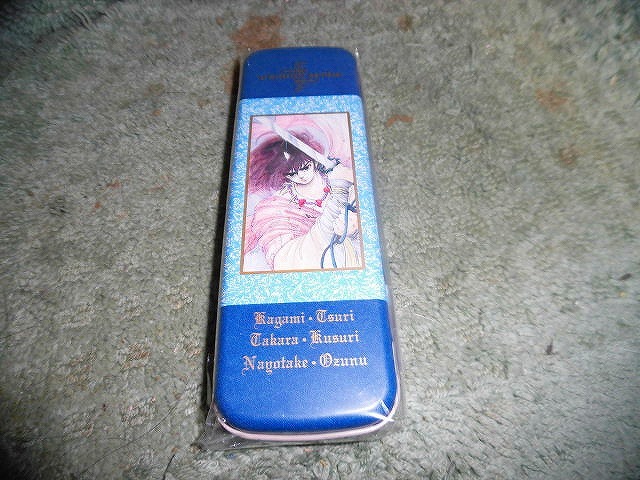 Kagami · Tsuri
Takara · Kusuri
Nayotake · Ozunu